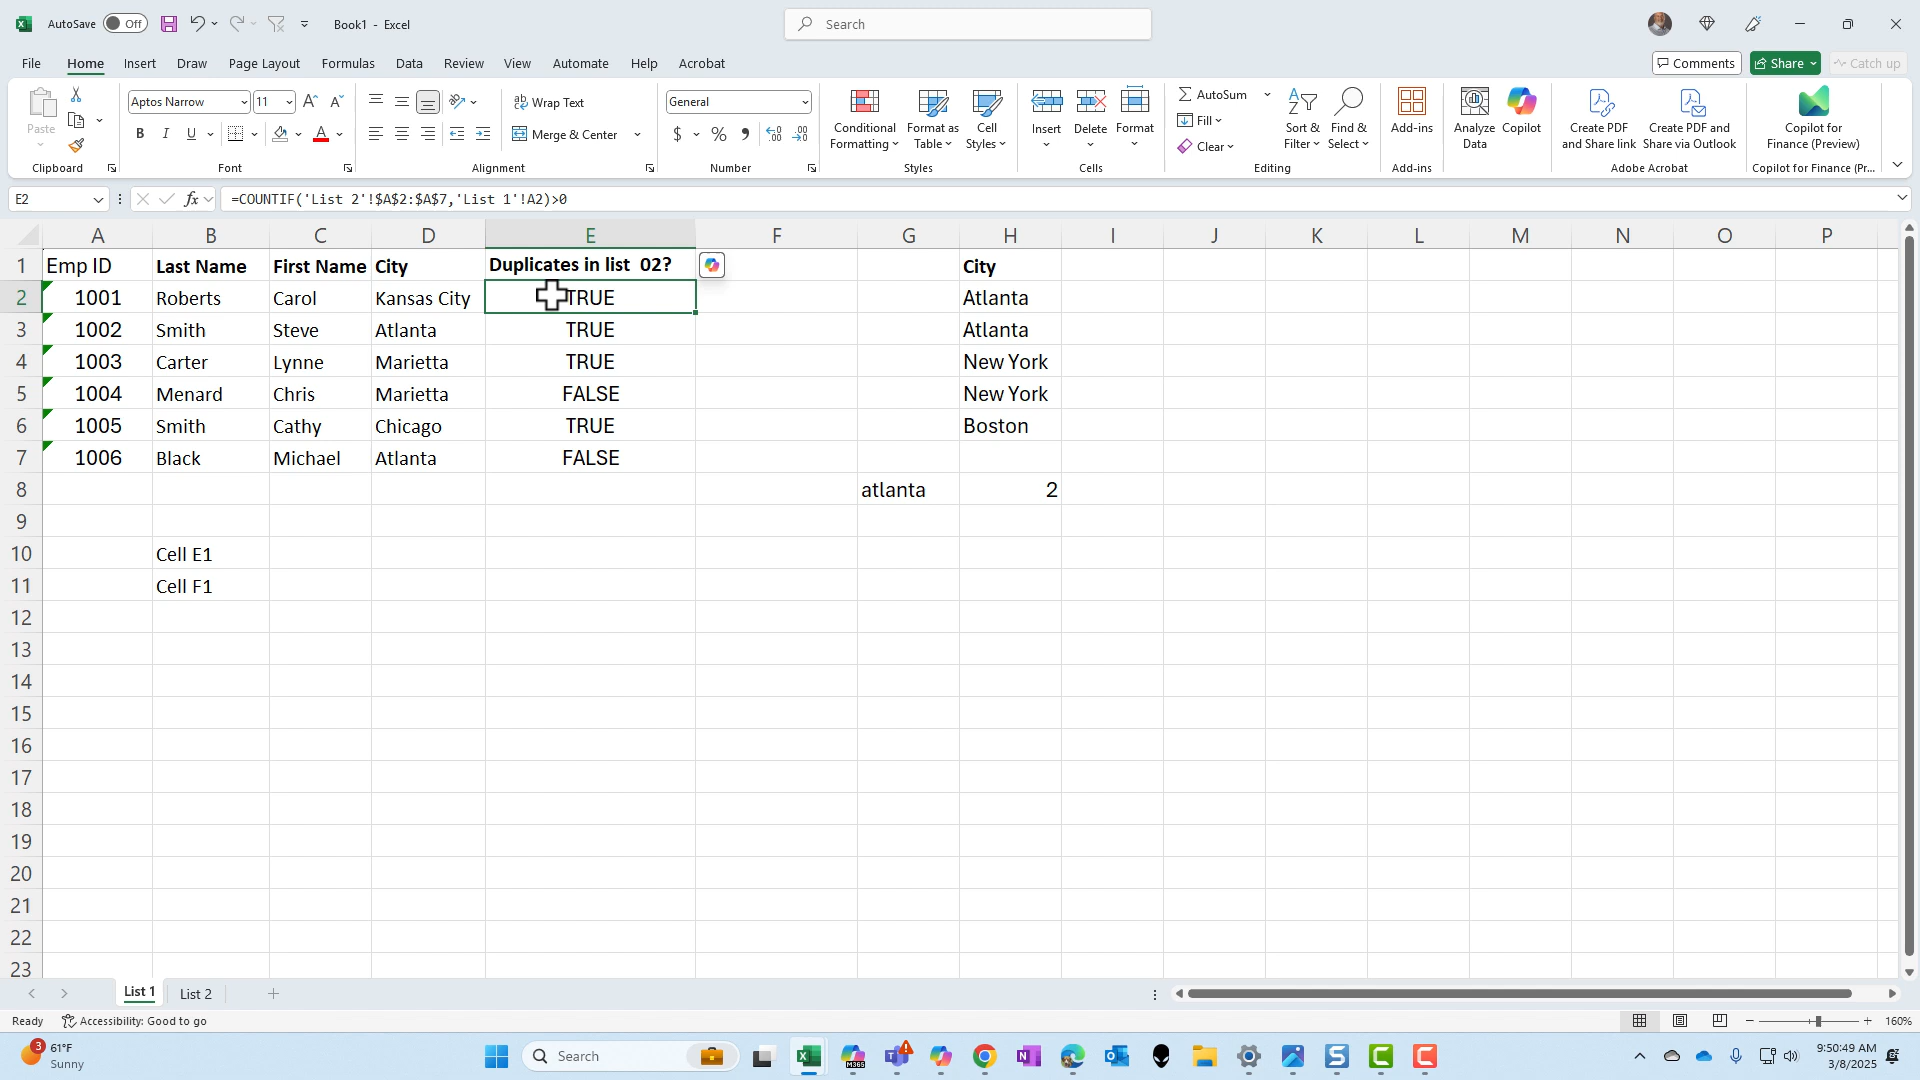 AutoSave Off Book1 - Excel Search
File Home Insert Draw Page Layout Formulas Data Review View Automate Help Acrobat Comments Share Catch up
Paste Aptos Narrow 11 Wrap Text General Conditional Formatting Format as Table Cell Styles Insert Delete Format AutoSum Sort & Filter Find & Select Add-ins Analyze Data Copilot Create PDF and Share link Create PDF and Share via Outlook Copilot for Finance (Preview)
B I U A Merge & Center $ % Fill
Clear
Clipboard Font Alignment Number Styles Cells Editing Add-ins Adobe Acrobat Copilot for Finance (Pr...
E2 fx =COUNTIF('List 2'!$A$2:$A$7,'List 1'!A2)>0
A B C D E F G H I J K L M N O P
1 Emp ID Last Name First Name City Duplicates in list 02? City
2 1001 Roberts Carol Kansas City TRUE Atlanta
3 1002 Smith Steve Atlanta TRUE Atlanta
4 1003 Carter Lynne Marietta TRUE New York
5 1004 Menard Chris Marietta FALSE New York
6 1005 Smith Cathy Chicago TRUE Boston
7 1006 Black Michael Atlanta FALSE
8 atlanta 2
9
10 Cell E1
11 Cell F1
12
13
14
15
16
17
18
19
20
21
22
23
List 1 List 2
Ready Accessibility: Good to go 160%
3 61°F Search 9:50:49 AM
Sunny 3/8/2025